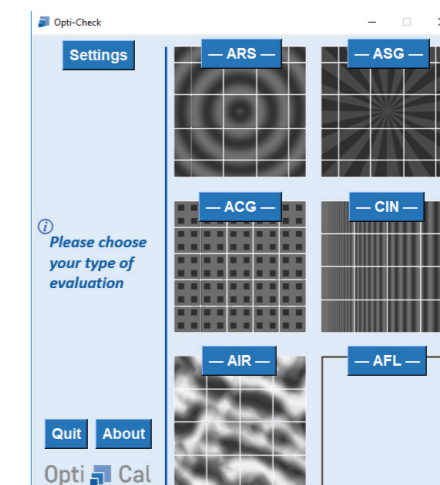 Opti-Check
Settings
— ARS —
— ASG —
— ACG —
— CIN —
Please choose
your type of
evaluation
— AIR —
— AFL —
Quit
About
Opti Cal